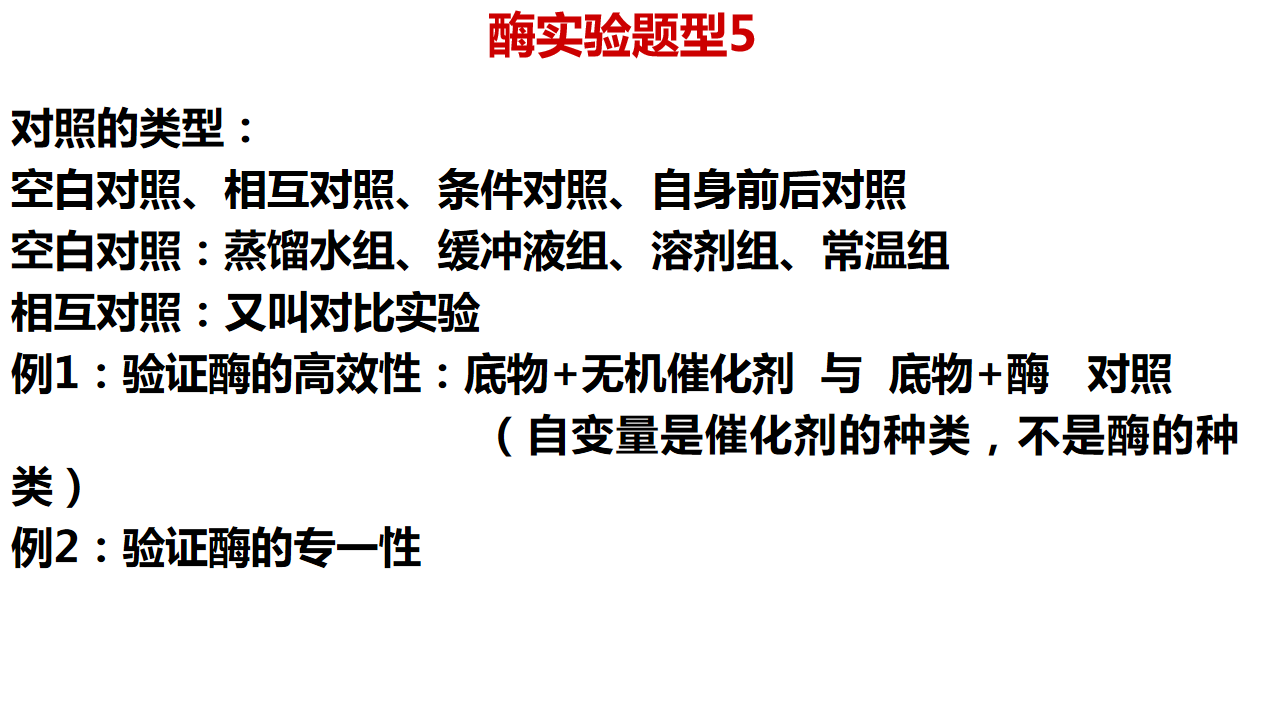 酶实验题型5
对照的类型：
空白对照、相互对照、条件对照、自身前后对照
空白对照：蒸馏水组、缓冲液组、溶剂组、常温组
相互对照：又叫对比实验
例1：验证酶的高效性：底物+无机催化剂 与 底物+酶 对照
（自变量是催化剂的种类，不是酶的种
类）
例2：验证酶的专一性